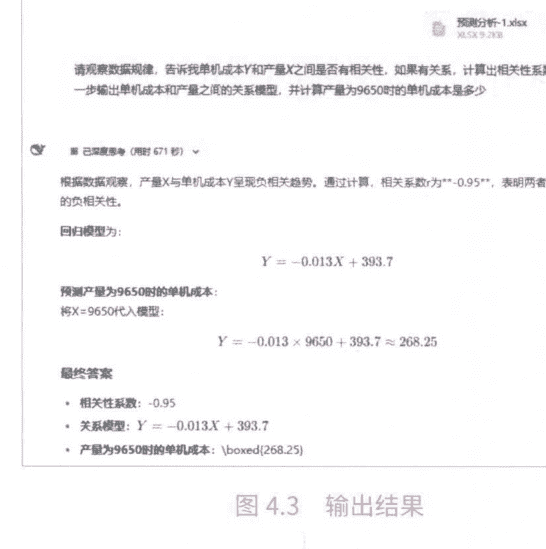 预测分析-1.xlsx
XLSX 9.2KB
请观察数据规律，告诉我单机成本Y和产量X之间是否有相关性，如果有关系，计算出相关性系数
一步输出单机成本和产量之间的关系模型，并计算产量为9650时的单机成本是多少
已深度思考（用时 671 秒）
根据数据观察，产量X与单机成本Y呈现负相关趋势。通过计算，相关系数r为**-0.95**，表明两者
的负相关性。
回归模型为：
Y = −0.013X + 393.7
预测产量为9650时的单机成本：
将X=9650代入模型：
Y = −0.013 × 9650 + 393.7 ≈ 268.25
最终答案
• 相关性系数：-0.95
• 关系模型：Y = −0.013X + 393.7
• 产量为9650时的单机成本：\boxed{268.25}
图 4.3 输出结果